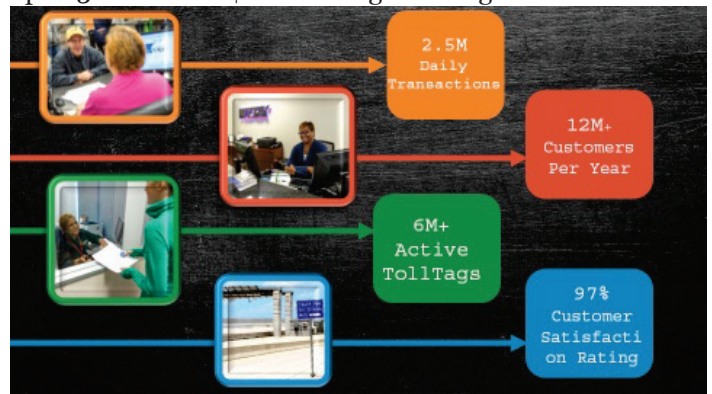 2.5M
Daily
Transactions
12M+
Customers
Per Year
6M+
Active
TollTags
97%
Customer
Satisfacti
on Rating